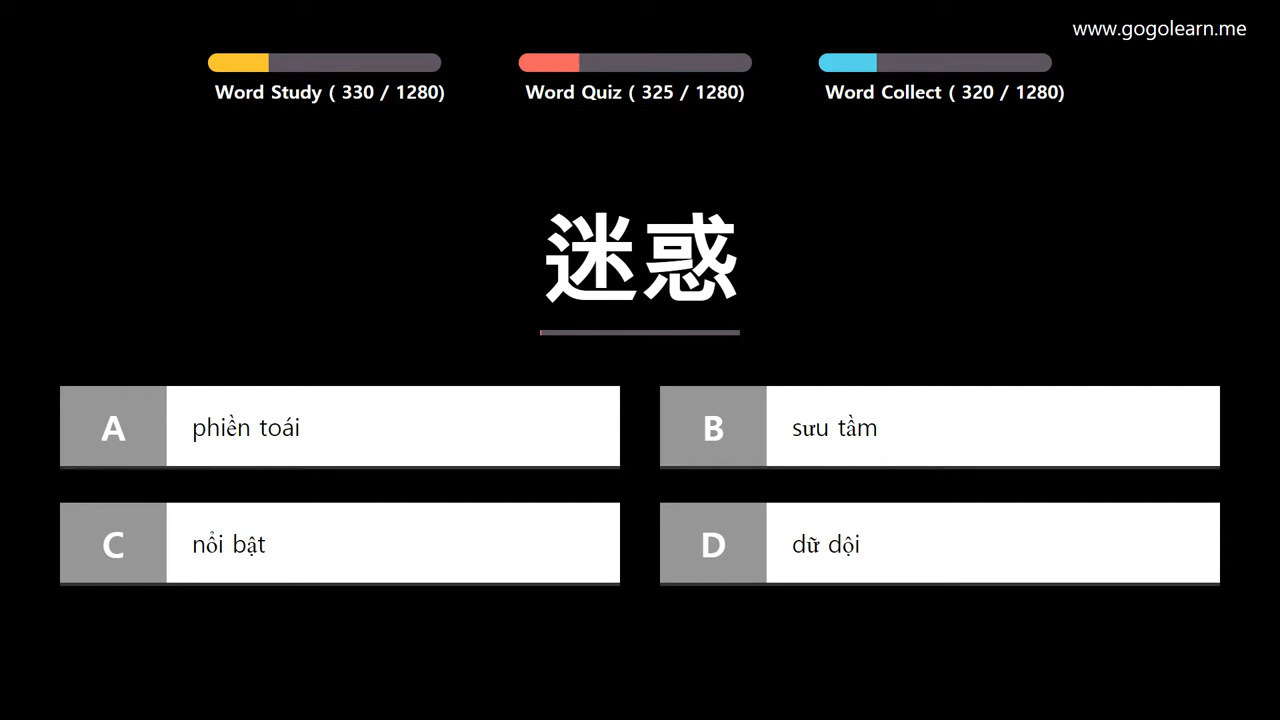 www.gogolearn.me
Word Study ( 330 / 1280)
Word Quiz ( 325 / 1280)
Word Collect ( 320 / 1280)
迷惑
A phiền toái
B sưu tầm
C nổi bật
D dữ dội